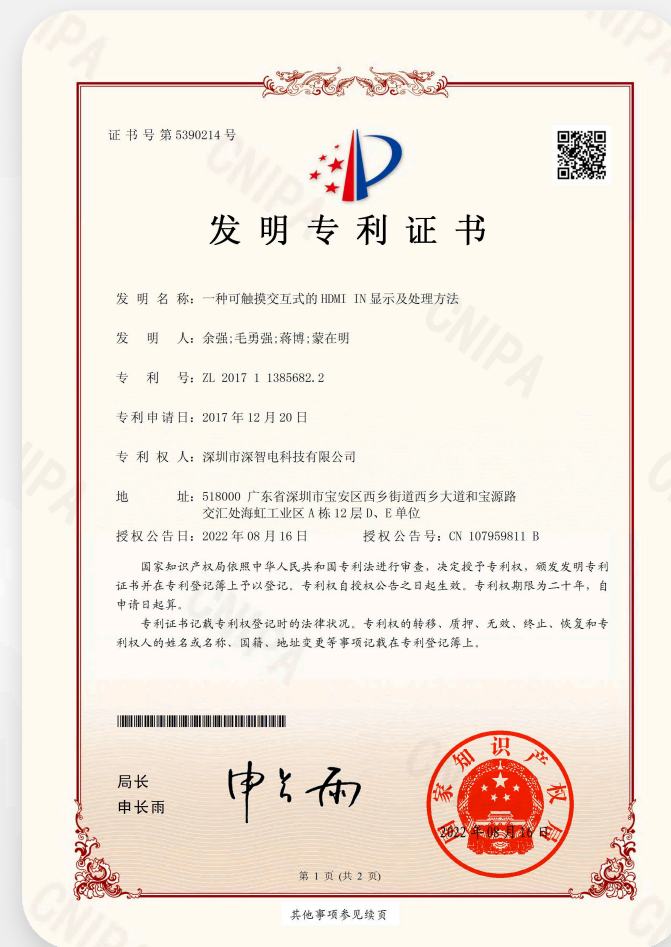 证书号第5390214号
发明专利证书
发明名称：一种可触摸交互式的HDMI IN显示及处理方法
发明人：余强;毛勇强;蒋博;蒙在明
专利号：ZL 2017 1 1385682.2
专利申请日：2017年12月20日
专利权人：深圳市深智电科技有限公司
地址：518000 广东省深圳市宝安区西乡街道西乡大道和宝源路
交汇处海虹工业区A栋12层D、E单位
授权公告日：2022年08月16日 授权公告号：CN 107959811 B
国家知识产权局依照中华人民共和国专利法进行审查，决定授予专利权，颁发发明专利
证书并在专利登记簿上予以登记。专利权自授权公告之日起生效。专利权期限为二十年，自
申请日起算。
专利证书记载专利权登记时的法律状况。专利权的转移、质押、无效、终止、恢复和专
利权人的姓名或名称、国籍、地址变更等事项记载在专利登记簿上。
局长
申长雨
申长雨
国家知识产权局
2022年08月16日
第 1 页 (共 2 页)
其他事项参见续页
CNIPA
CNIPA
CNIPA
CNIPA
CNIPA